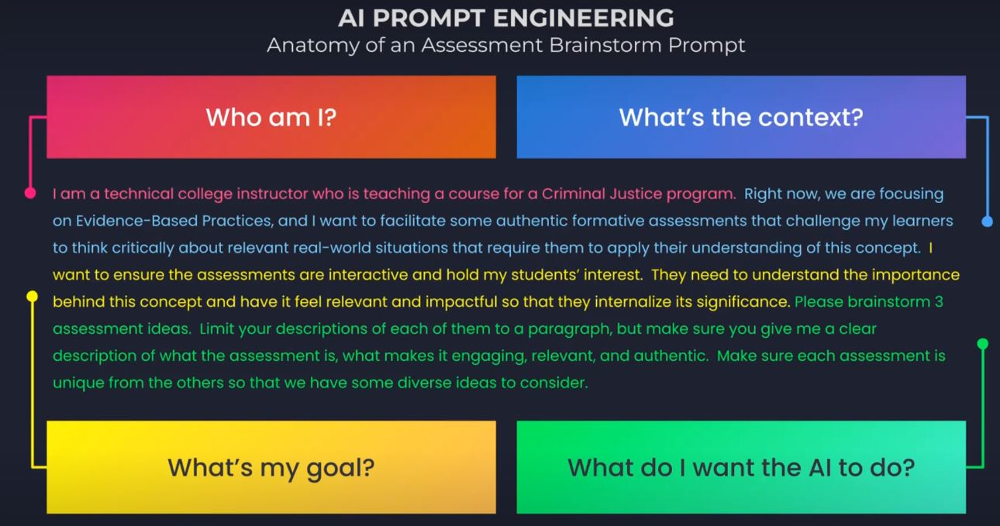 AI PROMPT ENGINEERING
Anatomy of an Assessment Brainstorm Prompt
Who am I?
What's the context?
I am a technical college instructor who is teaching a course for a Criminal Justice program. Right now, we are focusing
on Evidence-Based Practices, and I want to facilitate some authentic formative assessments that challenge my learners
to think critically about relevant real-world situations that require them to apply their understanding of this concept. I
want to ensure the assessments are interactive and hold my students' interest. They need to understand the importance
behind this concept and have it feel relevant and impactful so that they internalize its significance. Please brainstorm 3
assessment ideas. Limit your descriptions of each of them to a paragraph, but make sure you give me a clear
description of what the assessment is, what makes it engaging, relevant, and authentic. Make sure each assessment is
unique from the others so that we have some diverse ideas to consider.
What's my goal?
What do I want the AI to do?